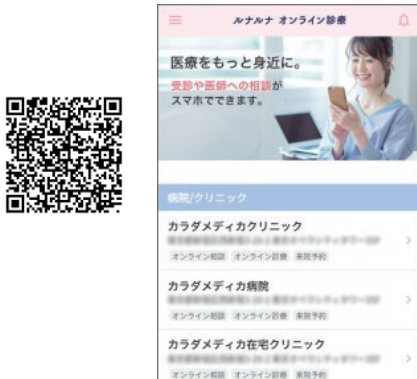 ルナルナ オンライン診療
医療をもっと身近に。
受診や医師への相談が
スマホでできます。
病院/クリニック
カラダメディカクリニック
オンライン相談 オンライン診療 来院予約
カラダメディカ病院
オンライン相談 オンライン診療 来院予約
カラダメディカ在宅クリニック
オンライン相談 オンライン診療 来院予約